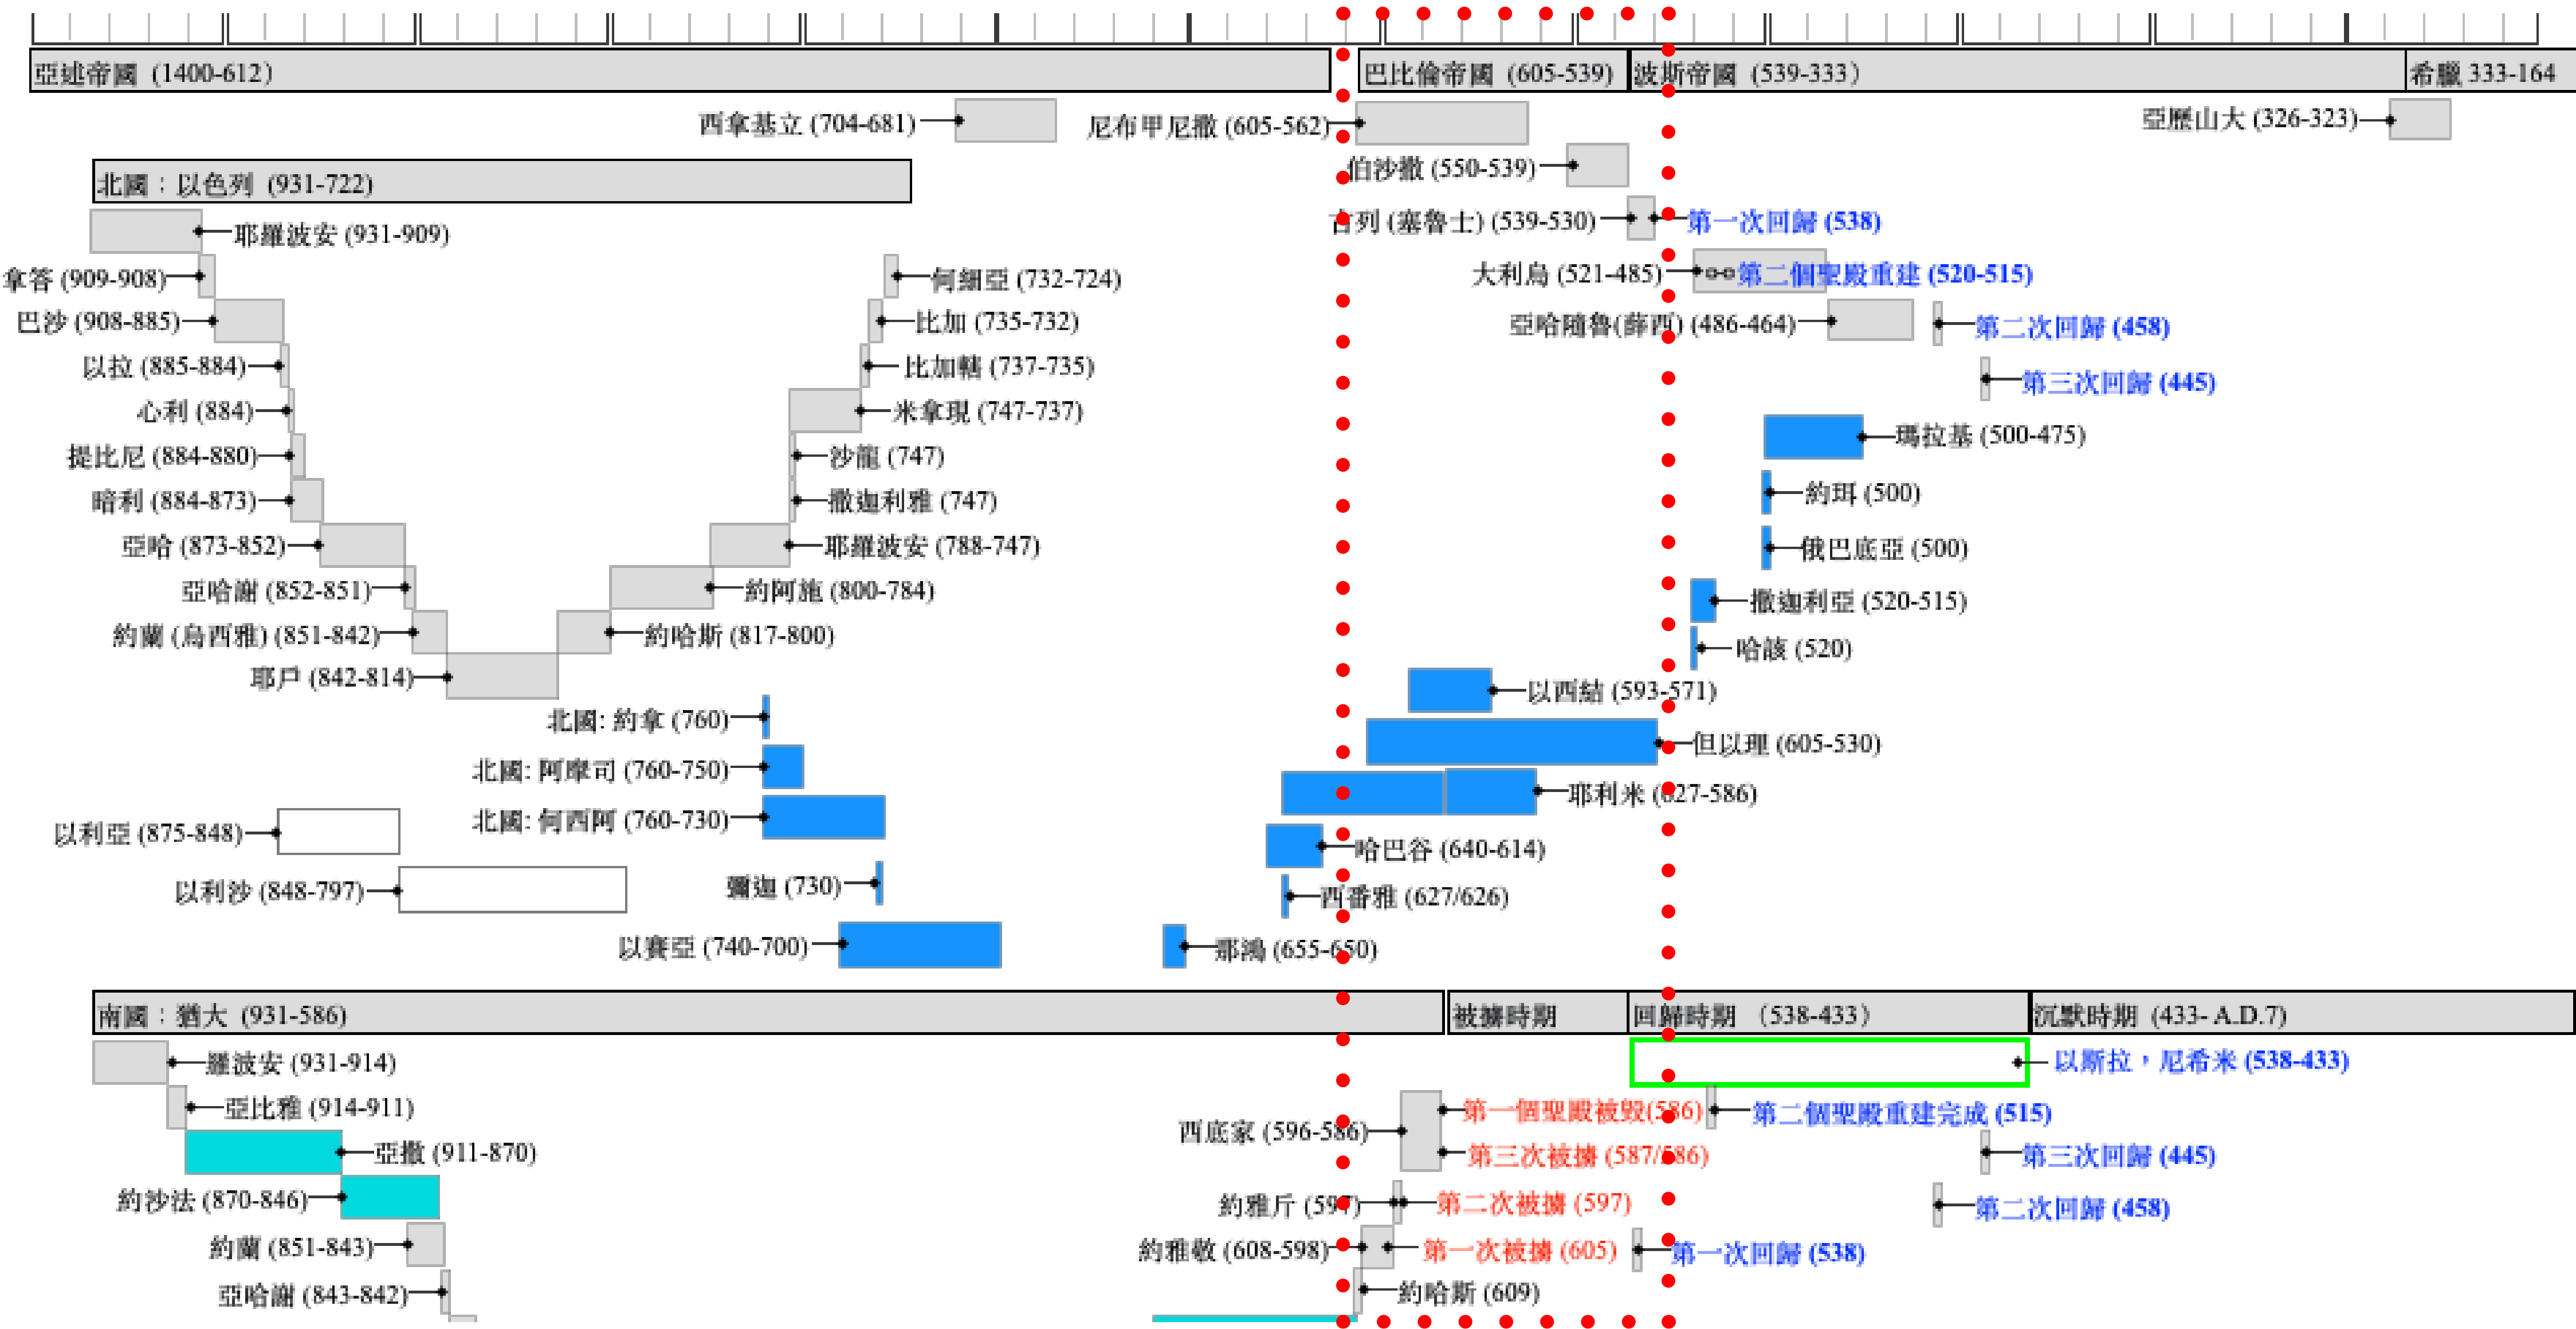 亞述帝國 (1400-612)
巴比倫帝國 (605-539)
波斯帝國 (539-333)
希臘 333-164
西拿基立 (704-681)
尼布甲尼撒 (605-562)
亞歷山大 (326-323)
伯沙撒 (550-539)
北國：以色列 (931-722)
古列 (塞魯士) (539-530)
第一次回歸 (538)
耶羅波安 (931-909)
拿答 (909-908)
何細亞 (732-724)
大利烏 (521-485)
第二個聖殿重建 (520-515)
巴沙 (908-885)
比加 (735-732)
亞哈隨魯(薛西) (486-464)
第二次回歸 (458)
以拉 (885-884)
比加轄 (737-735)
第三次回歸 (445)
心利 (884)
米拿現 (747-737)
瑪拉基 (500-475)
提比尼 (884-880)
沙龍 (747)
約珥 (500)
暗利 (884-873)
撒迦利雅 (747)
俄巴底亞 (500)
亞哈 (873-852)
耶羅波安 (788-747)
亞哈謝 (852-851)
約阿施 (800-784)
撒迦利亞 (520-515)
約蘭 (烏西雅) (851-842)
約哈斯 (817-800)
哈該 (520)
耶戶 (842-814)
以西結 (593-571)
北國: 約拿 (760)
但以理 (605-530)
北國: 阿摩司 (760-750)
耶利米 (627-586)
北國: 何西阿 (760-730)
以利亞 (875-848)
哈巴谷 (640-614)
彌迦 (730)
以利沙 (848-797)
西番雅 (627/626)
以賽亞 (740-700)
那鴻 (655-650)
南國：猶大 (931-586)
被擄時期
回歸時期 （538-433)
沉默時期 (433- A.D.7)
羅波安 (931-914)
以斯拉，尼希米 (538-433)
亞比雅 (914-911)
第一個聖殿被毀(586)
第二個聖殿重建完成 (515)
西底家 (596-586)
亞撒 (911-870)
第三次被擄 (587/586)
第三次回歸 (445)
約沙法 (870-846)
約雅斤 (597)
第二次被擄 (597)
第二次回歸 (458)
約蘭 (851-843)
約雅敬 (608-598)
第一次被擄 (605)
第一次回歸 (538)
亞哈謝 (843-842)
約哈斯 (609)